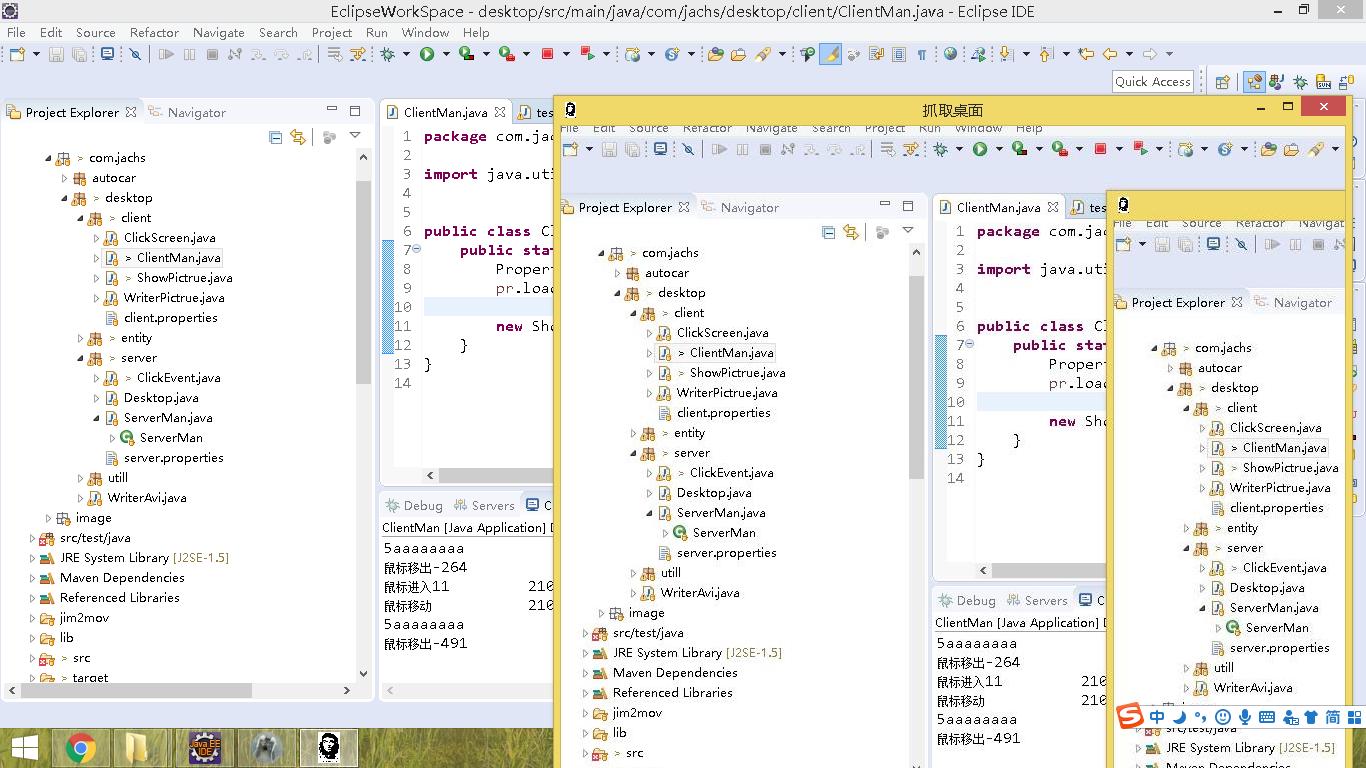 EclipseWorkSpace - desktop/src/main/java/com/jachs/desktop/client/ClientMan.java - Eclipse IDE
File Edit Source Refactor Navigate Search Project Run Window Help
Quick Access
Project Explorer Navigator
> com.jachs
autocar
> desktop
> client
ClickScreen.java
> ClientMan.java
> ShowPictrue.java
WriterPictrue.java
client.properties
> entity
> server
> ClickEvent.java
Desktop.java
ServerMan.java
ServerMan
server.properties
utill
WriterAvi.java
image
src/test/java
JRE System Library [J2SE-1.5]
Maven Dependencies
Referenced Libraries
jim2mov
lib
> src
> target
ClientMan.java tes
1 package com.jac
2
3 import java.uti
4
5
6 public class Cl
7 public stat
8 Propert
9 pr.load
10
11 new Sho
12 }
13 }
14
Debug Servers C
ClientMan [Java Application] D
5aaaaaaaa
鼠标移出-264
鼠标进入11 210
鼠标移动 210
5aaaaaaaa
鼠标移出-491
抓取桌面
File Edit Source Refactor Navigate Search Project Run Window Help
Project Explorer Navigator
> com.jachs
autocar
> desktop
> client
ClickScreen.java
> ClientMan.java
> ShowPictrue.java
WriterPictrue.java
client.properties
> entity
> server
> ClickEvent.java
Desktop.java
ServerMan.java
ServerMan
server.properties
utill
WriterAvi.java
image
src/test/java
JRE System Library [J2SE-1.5]
Maven Dependencies
Referenced Libraries
jim2mov
lib
> src
ClientMan.java tes
1 package com.jac
2
3 import java.uti
4
5
6 public class Cl
7 public stat
8 Propert
9 pr.load
10
11 new Sho
12 }
13 }
14
Debug Servers C
ClientMan [Java Application] D
5aaaaaaaa
鼠标移出-264
鼠标进入11 210
鼠标移动 210
5aaaaaaaa
鼠标移出-491
File Edit Source Refactor Navigat
Project Explorer Navigator
> com.jachs
autocar
> desktop
> client
ClickScreen.java
> ClientMan.java
> ShowPictrue.java
WriterPictrue.java
client.properties
> entity
> server
> ClickEvent.java
Desktop.java
ServerMan.java
ServerMan
server.properties
utill
WriterAvi.java
src/test/java
JRE System Library [J2SE-1.5]
Maven Dependencies
中 简
Java EE
IDE